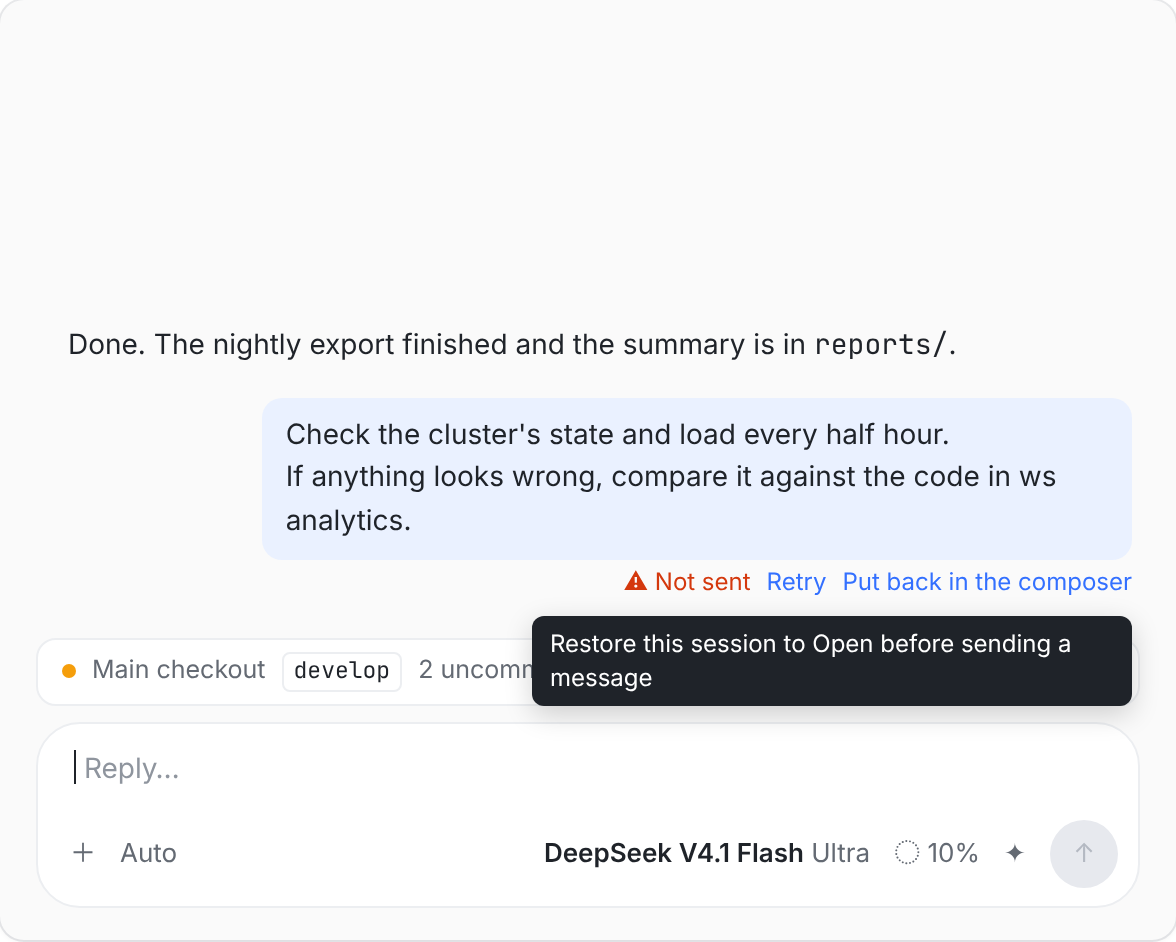 Done. The nightly export finished and the summary is in reports/.
Check the cluster's state and load every half hour.
If anything looks wrong, compare it against the code in ws
analytics.
Not sent Retry Put back in the composer
Restore this session to Open before sending a
message
Main checkout develop 2 uncomm
Reply...
Auto DeepSeek V4.1 Flash Ultra 10%